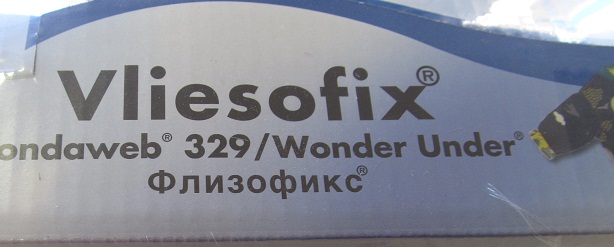 Vliesofix®
ondaweb® 329/Wonder Under®
Флизофикс®